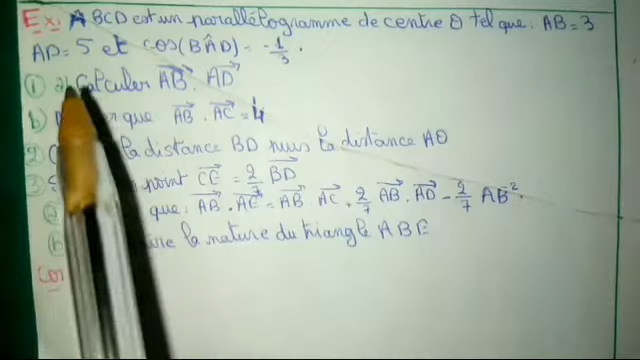 Ex: ABCD est un parallélogramme de centre O tel que: AB = 3
AD = 5 et cos(BÂD) = -1/3.
① a) Calculer AB⃗ . AD⃗
b) que AB⃗ . AC⃗ = 4
2) la distance BD puis la distance AO
3) point CE⃗ = 2/7 BD⃗
que: AB⃗ . AE⃗ = AB⃗ . AC⃗ + 2/7 AB⃗ . AD⃗ - 2/7 AB².
b) la nature du triangle ABE